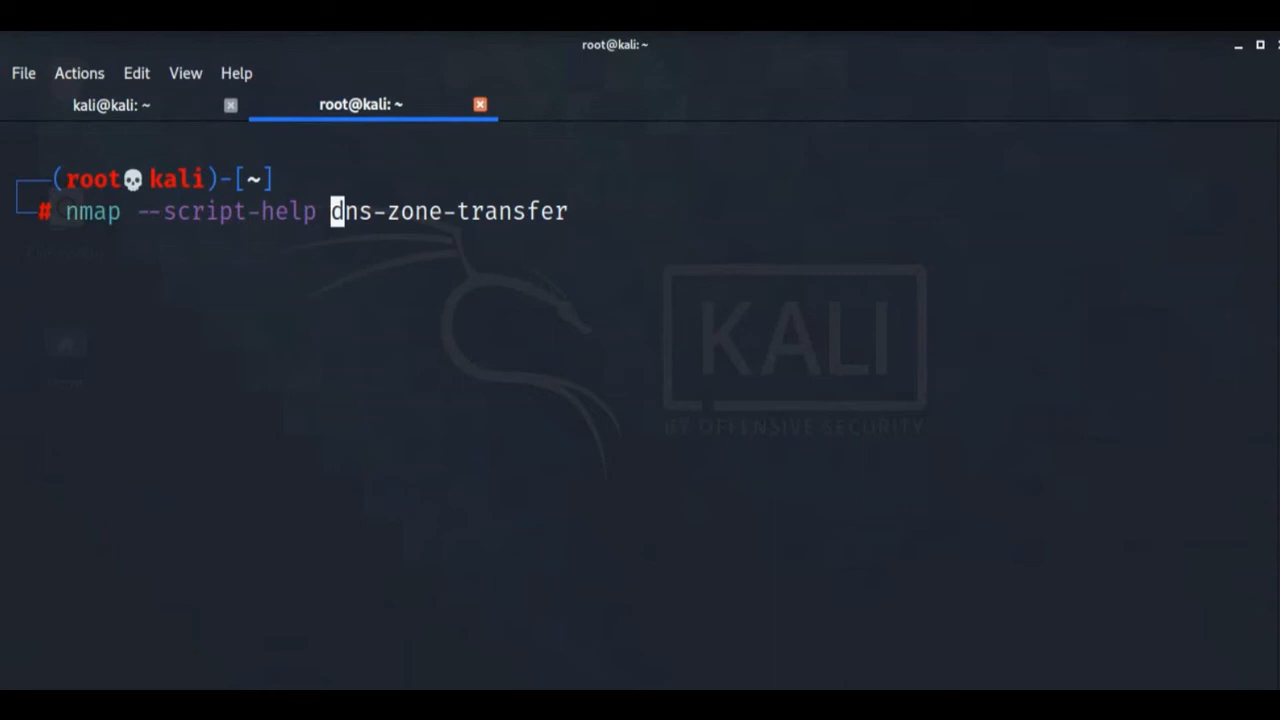 root@kali:~
File Actions Edit View Help
kali@kali: ~ root@kali: ~
(root💀kali)-[~]
# nmap --script-help dns-zone-transfer
KALI
BY OFFENSIVE SECURITY